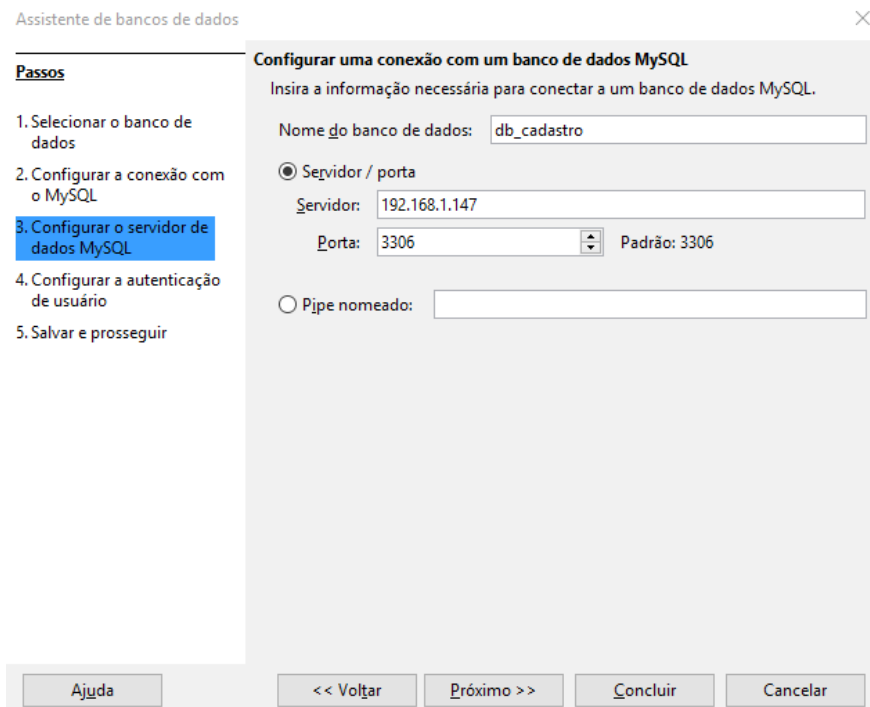 Assistente de bancos de dados
Passos
1. Selecionar o banco de
dados
2. Configurar a conexão com
o MySQL
3. Configurar o servidor de
dados MySQL
4. Configurar a autenticação
de usuário
5. Salvar e prosseguir
Configurar uma conexão com um banco de dados MySQL
Insira a informação necessária para conectar a um banco de dados MySQL.
Nome do banco de dados: db_cadastro
Servidor / porta
Servidor: 192.168.1.147
Porta: 3306 Padrão: 3306
Pipe nomeado:
Ajuda << Voltar Próximo >> Concluir Cancelar